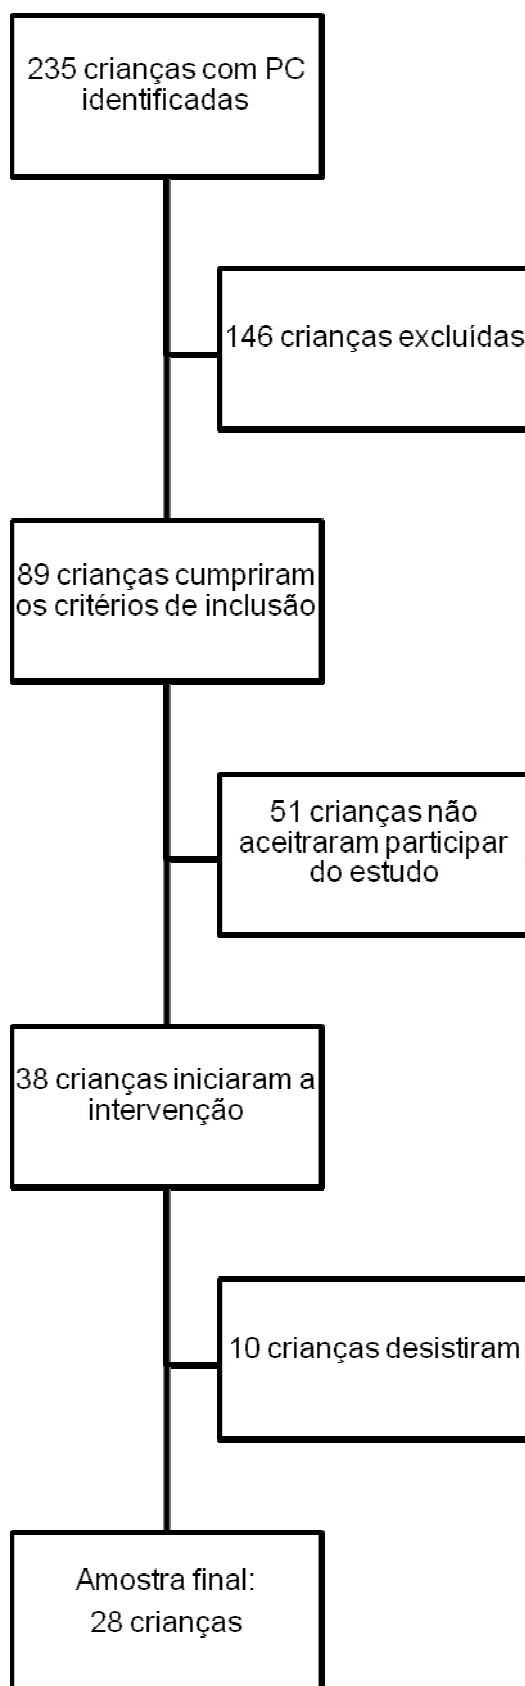 235 crianças com PC
identificadas
146 crianças excluídas
89 crianças cumpriram
os critérios de inclusão
51 crianças não
aceitraram participar
do estudo
38 crianças iniciaram a
intervenção
10 crianças desistiram
Amostra final:
28 crianças